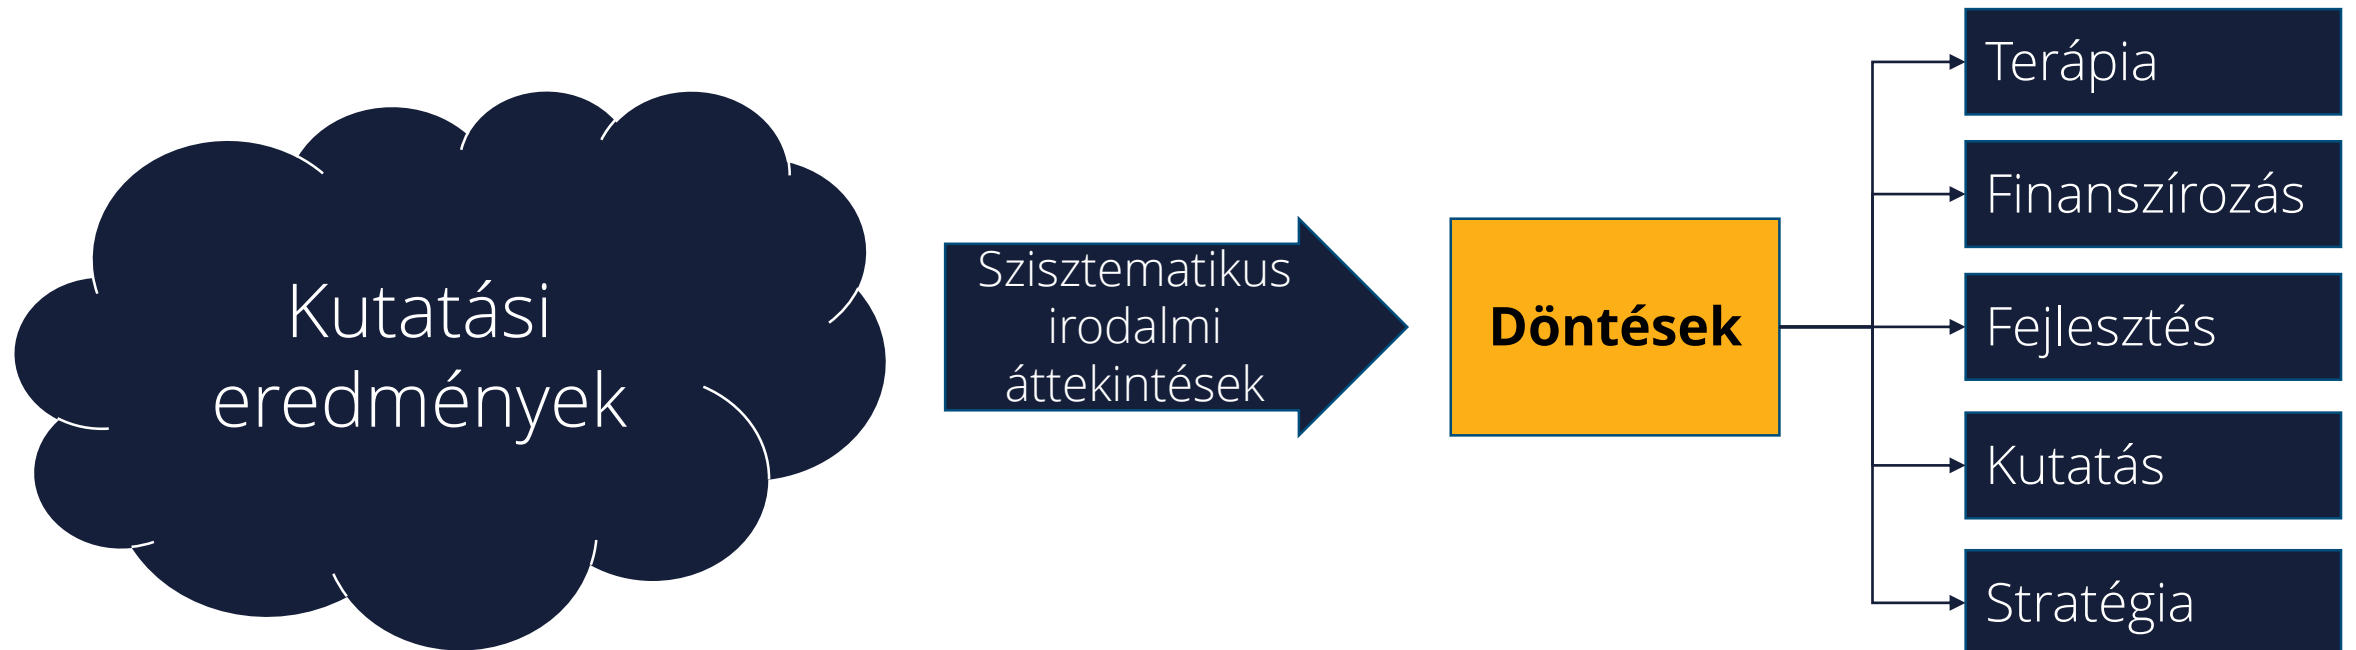 Kutatási
eredmények
Szisztematikus
irodalmi
áttekintések
Döntések
Terápia
Finanszírozás
Fejlesztés
Kutatás
Stratégia